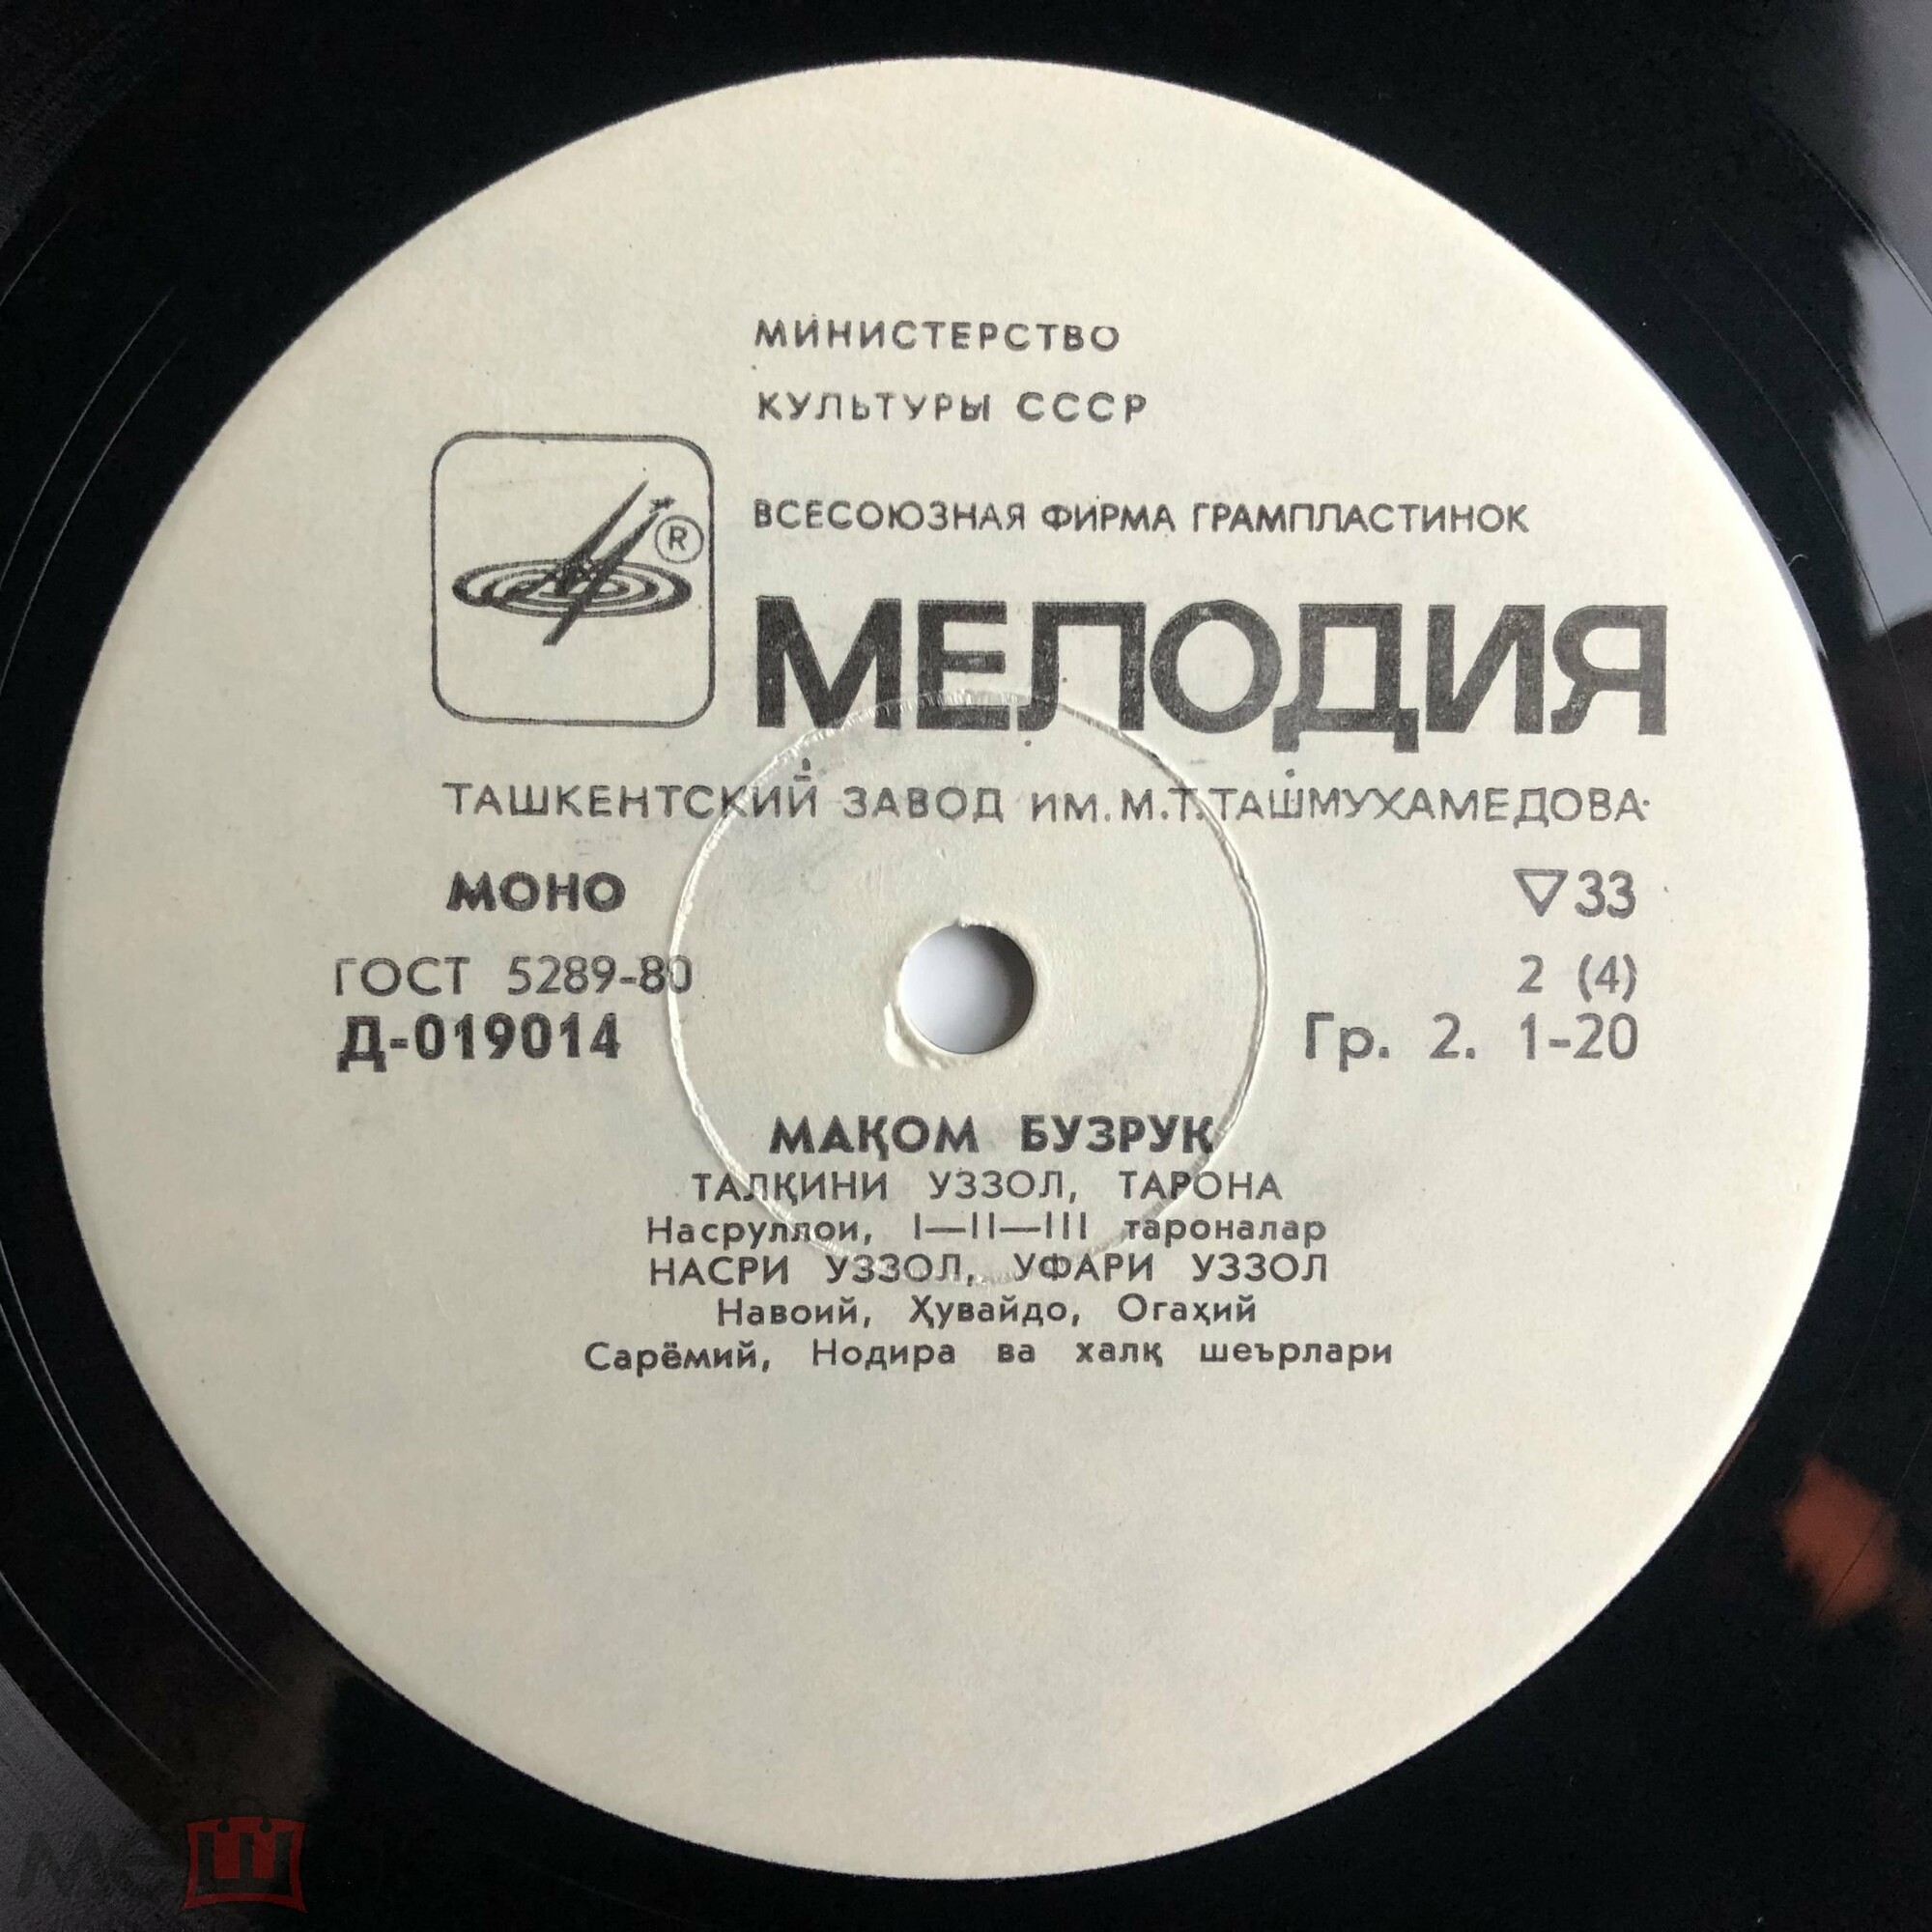 МИНИСТЕРСТВО
КУЛЬТУРЫ СССР
ВСЕСОЮЗНАЯ ФИРМА ГРАМПЛАСТИНОК
®
МЕЛОДИЯ
ТАШКЕНТСКИЙ ЗАВОД ИМ. М.Т. ТАШМУХАМЕДОВА
МОНО ▽33
ГОСТ 5289-80 2 (4)
Д-019014 Гр. 2. 1-20
МАҚОМ БУЗРУК
ТАЛҚИНИ УЗЗОЛ, ТАРОНА
Насруллои, I—II—III тароналар
НАСРИ УЗЗОЛ, УФАРИ УЗЗОЛ
Навоий, Ҳувайдо, Огаҳий
Сарёмий, Нодира ва халқ шеърлари